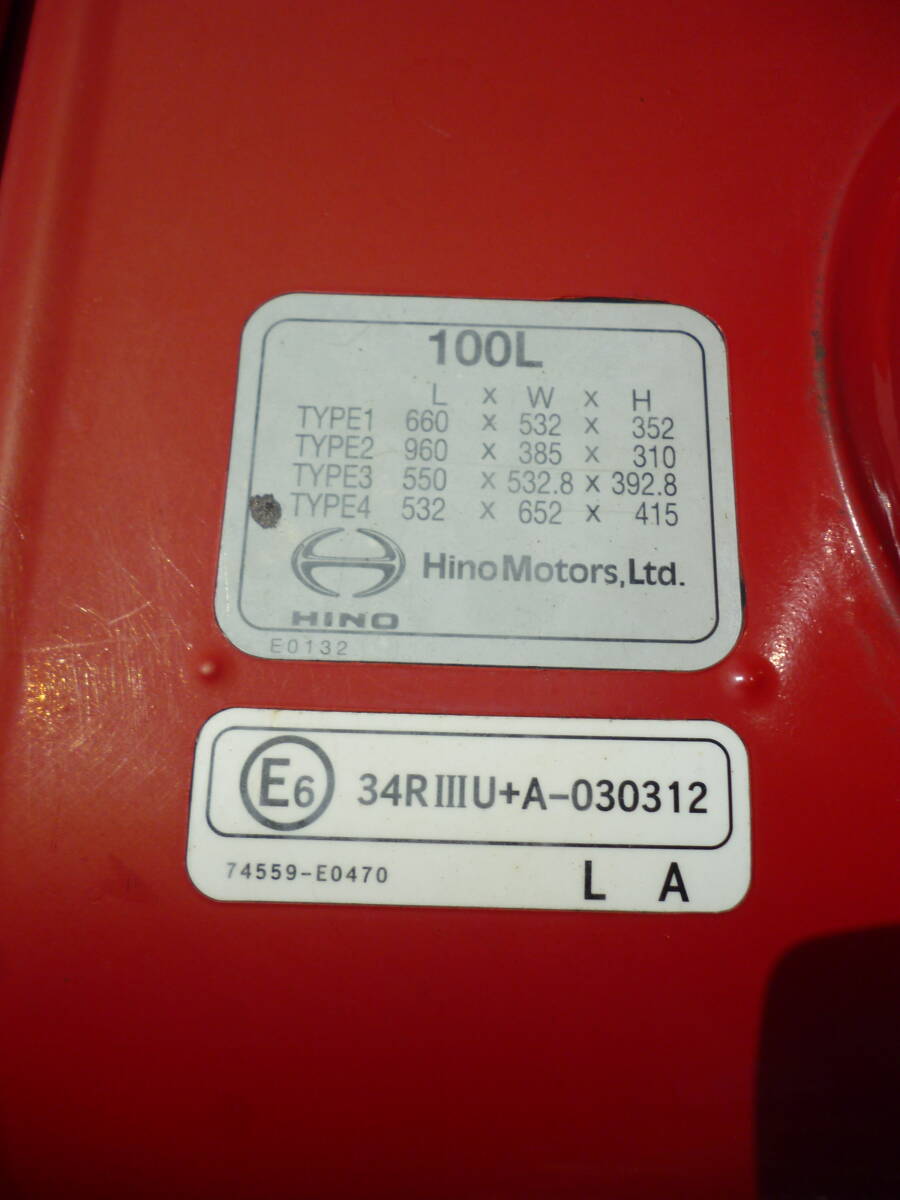 100L
L x W x H
TYPE1 660 x 532 x 352
TYPE2 960 x 385 x 310
TYPE3 550 x 532.8 x 392.8
TYPE4 532 x 652 x 415
HINO
Hino Motors, Ltd.
E0132
E6 34RⅢU+A-030312
74559-E0470 L A